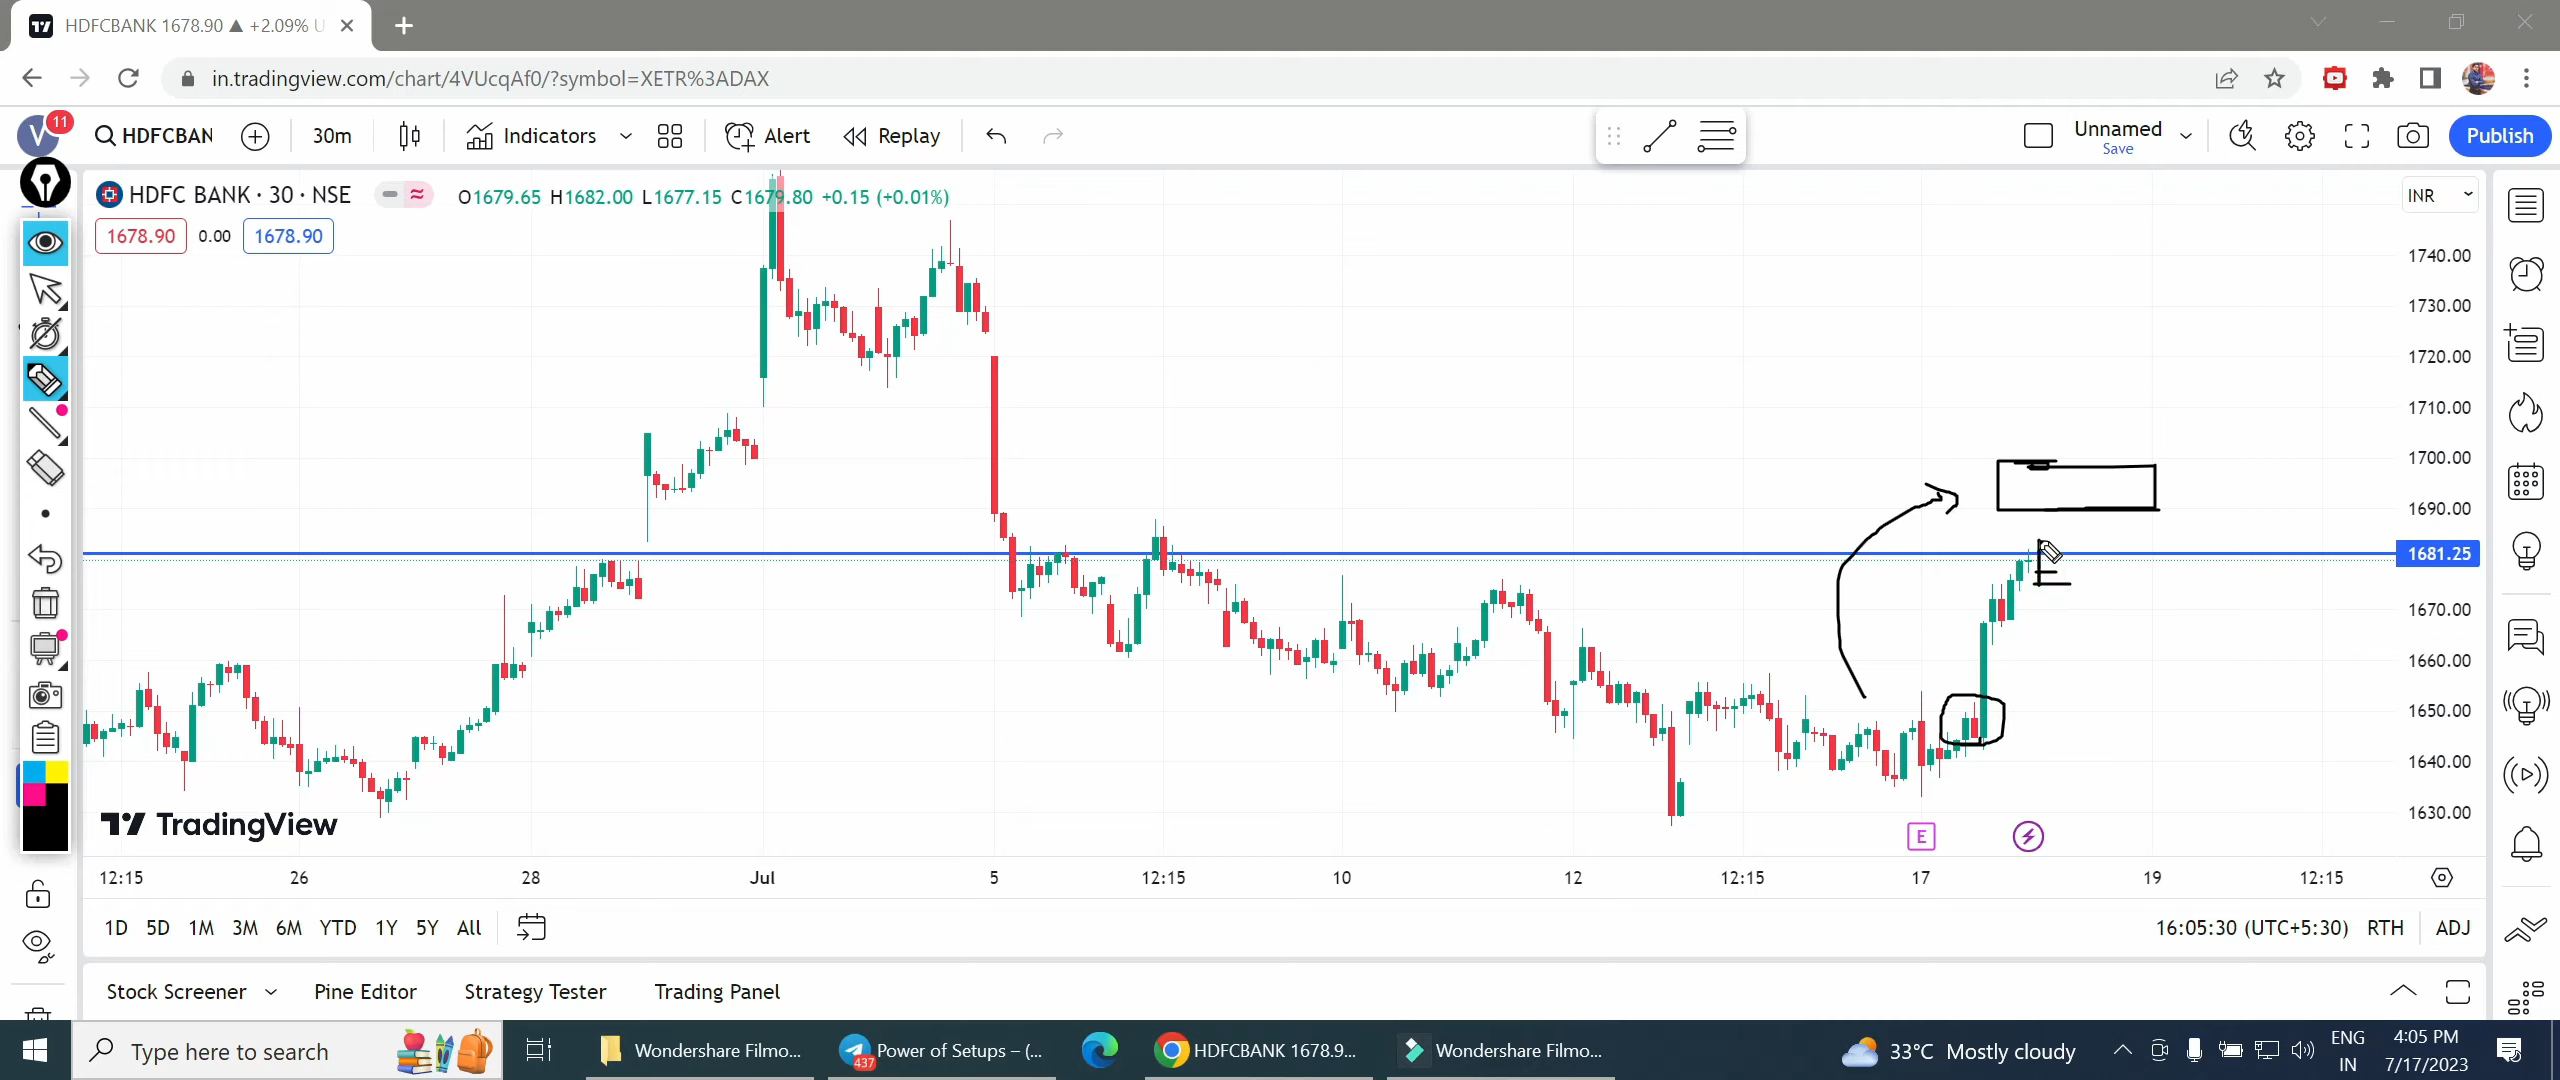 HDFCBANK 1678.90 ▲ +2.09% U
in.tradingview.com/chart/4VUcqAf0/?symbol=XETR%3ADAX
V 11 HDFCBAN 30m Indicators Alert Replay Unnamed Save Publish
HDFC BANK · 30 · NSE O1679.65 H1682.00 L1677.15 C1679.80 +0.15 (+0.01%) INR
1678.90 0.00 1678.90
1740.00
1730.00
1720.00
1710.00
1700.00
1690.00
1681.25
1670.00
1660.00
1650.00
1640.00
1630.00
TradingView
E
12:15 26 28 Jul 5 12:15 10 12 12:15 17 19 12:15
1D 5D 1M 3M 6M YTD 1Y 5Y All 16:05:30 (UTC+5:30) RTH ADJ
Stock Screener Pine Editor Strategy Tester Trading Panel
Type here to search Wondershare Filmo... 437 Power of Setups – (... HDFCBANK 1678.9... Wondershare Filmo... 33°C Mostly cloudy ENG IN 4:05 PM 7/17/2023